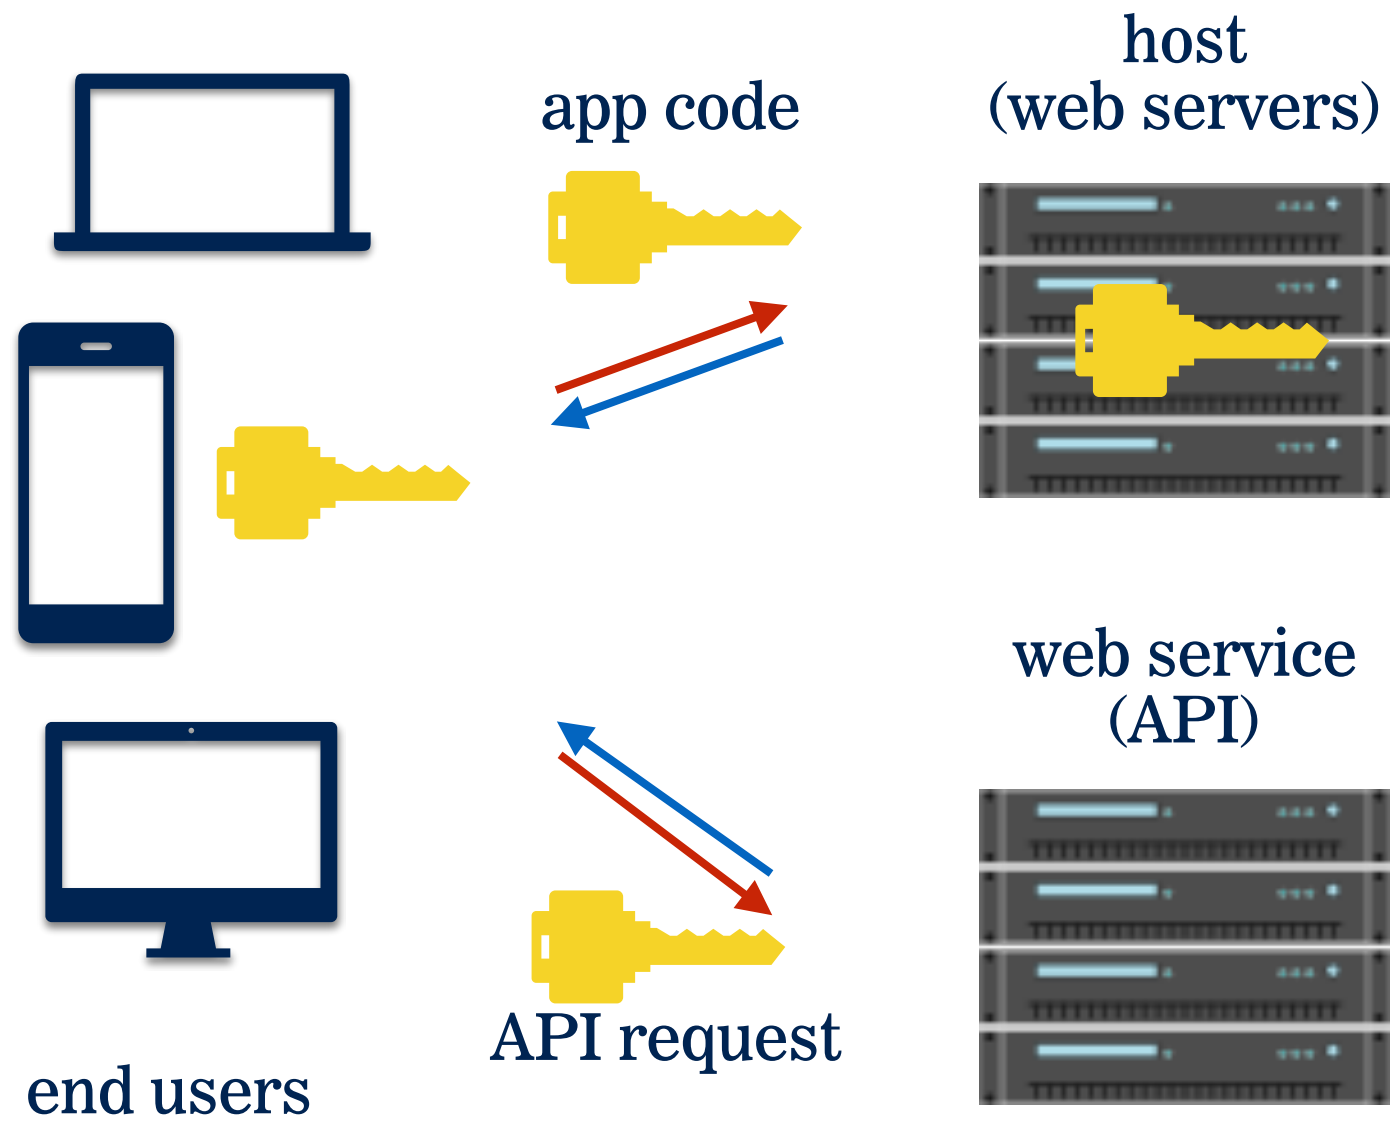 host
(web servers)
app code
web service
(API)
API request
end users